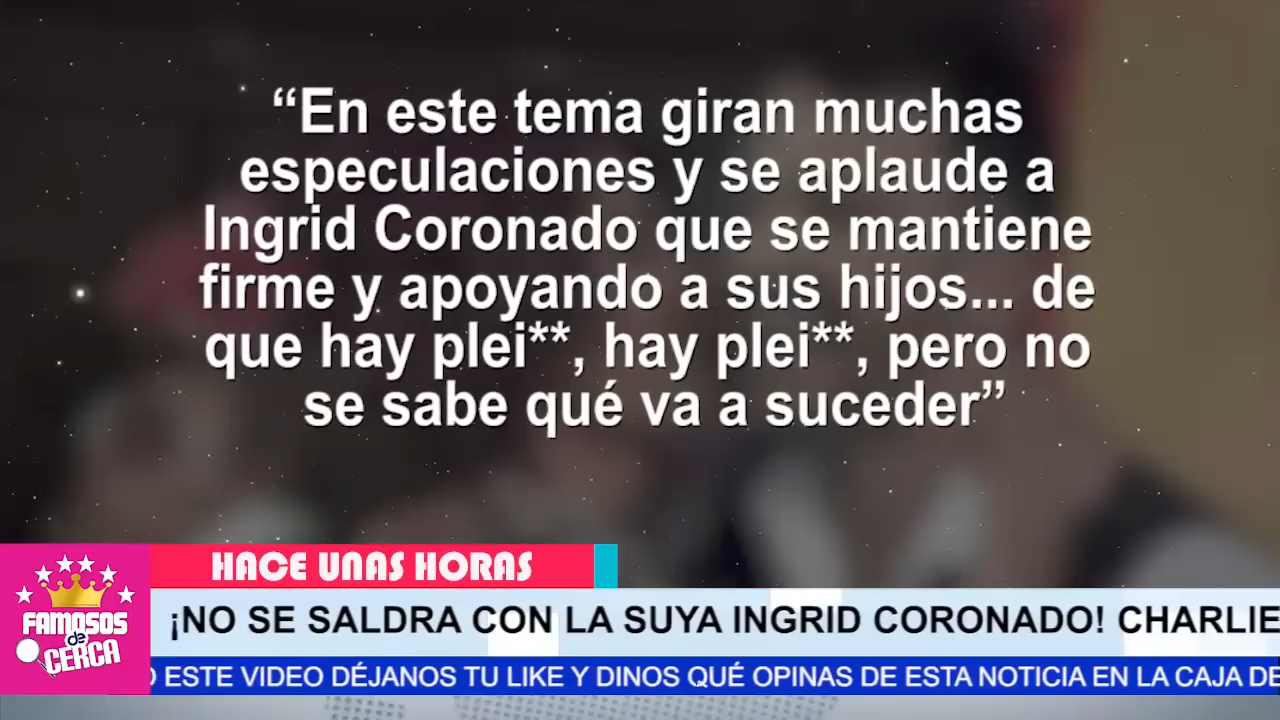 “En este tema giran muchas
especulaciones y se aplaude a
Ingrid Coronado que se mantiene
firme y apoyando a sus hijos... de
que hay plei**, hay plei**, pero no
se sabe qué va a suceder”
HACE UNAS HORAS
FAMOSOS
de
CERCA
¡NO SE SALDRA CON LA SUYA INGRID CORONADO! CHARLIE
ESTE VIDEO DÉJANOS TU LIKE Y DINOS QUÉ OPINAS DE ESTA NOTICIA EN LA CAJA DE